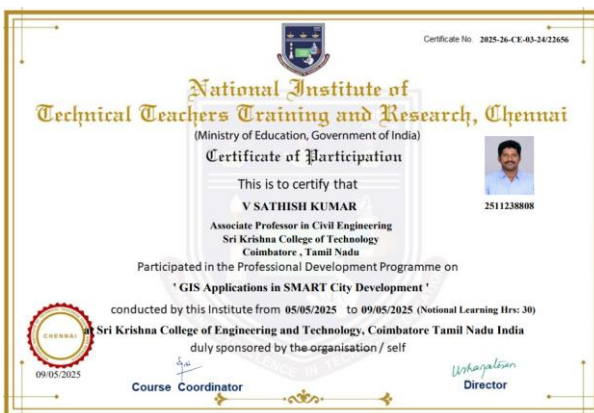 Certificate No. 2025-26-CE-03-24/22656
National Institute of
Technical Teachers Training and Research, Chennai
(Ministry of Education, Government of India)
Certificate of Participation
This is to certify that
V SATHISH KUMAR
2511238808
Associate Professor in Civil Engineering
Sri Krishna College of Technology
Coimbatore , Tamil Nadu
Participated in the Professional Development Programme on
' GIS Applications in SMART City Development '
conducted by this Institute from 05/05/2025 to 09/05/2025 (Notional Learning Hrs: 30)
at Sri Krishna College of Engineering and Technology, Coimbatore Tamil Nadu India
duly sponsored by the organisation / self
CHENNAI
09/05/2025
Course Coordinator
Director